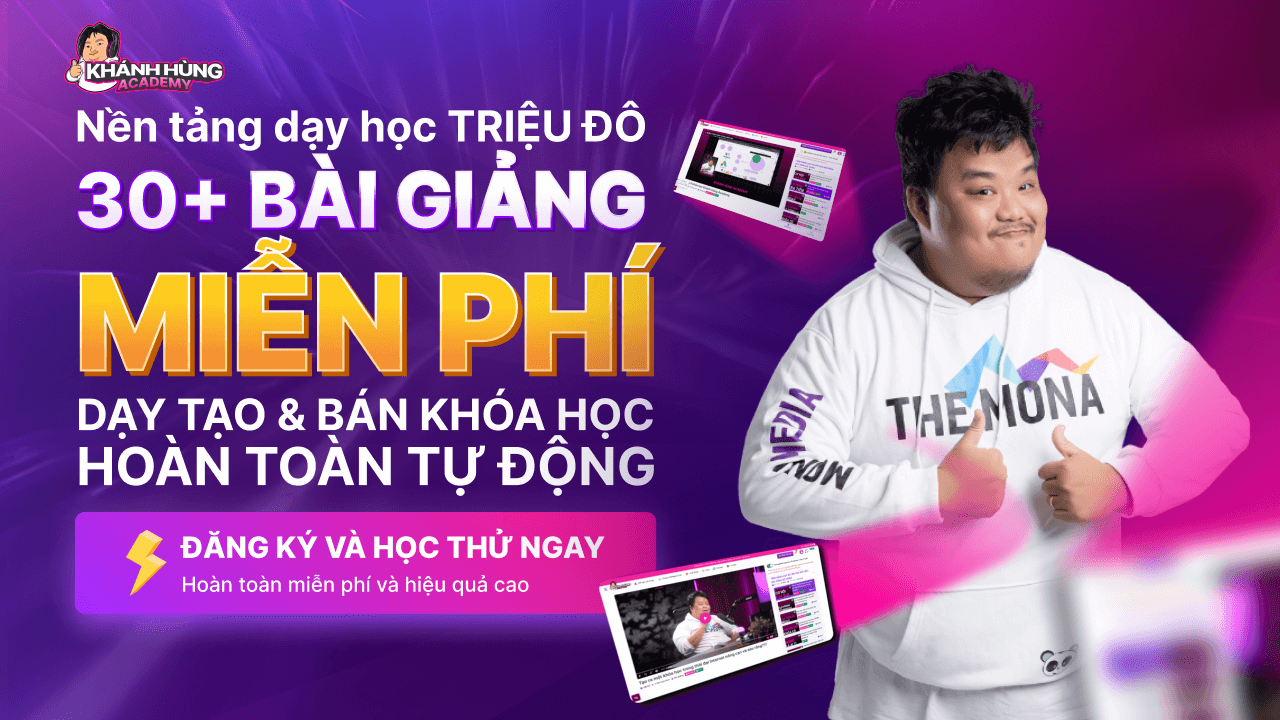 KHÁNH HÙNG
ACADEMY
Nền tảng dạy học TRIỆU ĐÔ
30+ BÀI GIẢNG
MIỄN PHÍ
DẠY TẠO & BÁN KHÓA HỌC
HOÀN TOÀN TỰ ĐỘNG
ĐĂNG KÝ VÀ HỌC THỬ NGAY
Hoàn toàn miễn phí và hiệu quả cao
THE MONA
MONA MEDIA